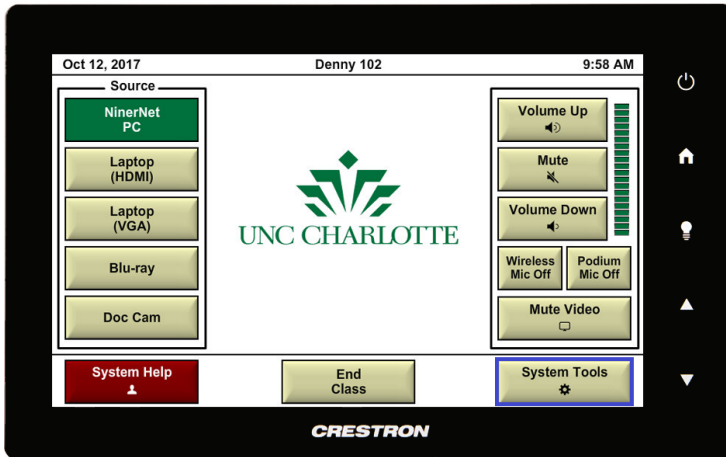 Oct 12, 2017 Denny 102 9:58 AM
Source
NinerNet
PC
Laptop
(HDMI)
Laptop
(VGA)
Blu-ray
Doc Cam
UNC CHARLOTTE
Volume Up
Mute
Volume Down
Wireless
Mic Off
Podium
Mic Off
Mute Video
System Help
End
Class
System Tools
CRESTRON